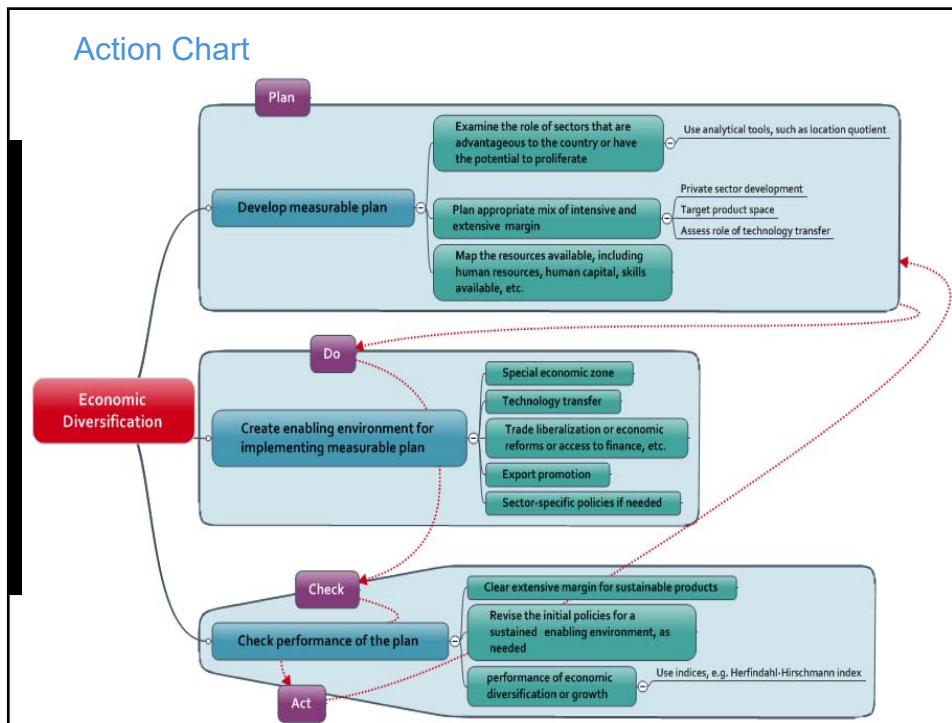 Action Chart
Plan
Examine the role of sectors that are
advantageous to the country or have
the potential to proliferate
Use analytical tools, such as location quotient
Develop measurable plan
Plan appropriate mix of intensive and
extensive margin
Private sector development
Target product space
Assess role of technology transfer
Map the resources available, including
human resources, human capital, skills
available, etc.
Economic
Diversification
Do
Create enabling environment for
implementing measurable plan
Special economic zone
Technology transfer
Trade liberalization or economic
reforms or access to finance, etc.
Export promotion
Sector-specific policies if needed
Check
Check performance of the plan
Clear extensive margin for sustainable products
Revise the initial policies for a
sustained enabling environment, as
needed
performance of economic
diversification or growth
Use indices, e.g. Herfindahl-Hirschmann index
Act